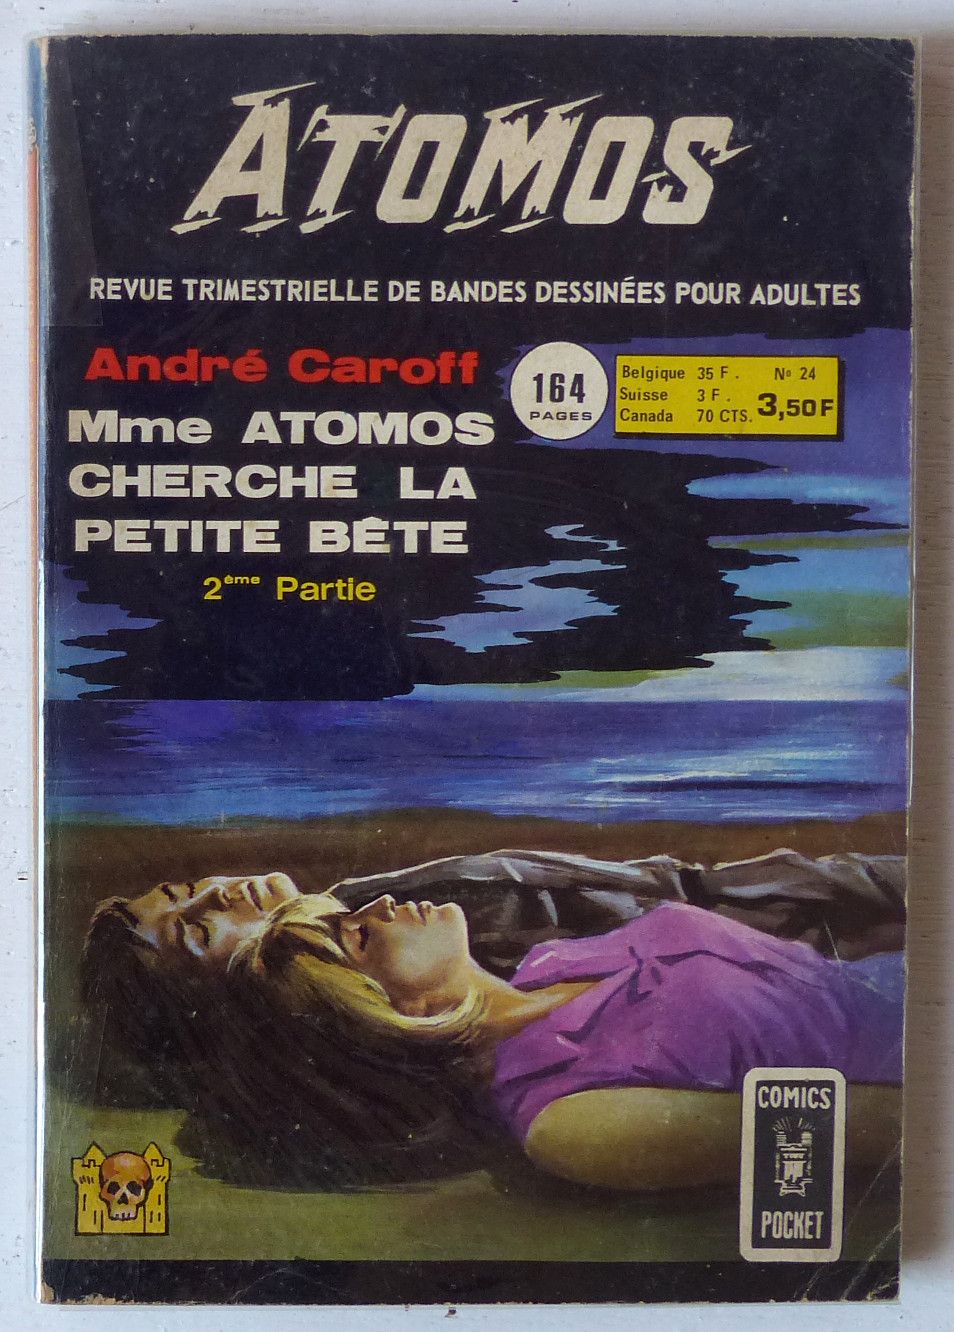 ATOMOS
REVUE TRIMESTRIELLE DE BANDES DESSINÉES POUR ADULTES
André Caroff
Mme ATOMOS
CHERCHE LA
PETITE BÊTE
2ème Partie
164
PAGES
Belgique 35 F. N° 24
Suisse 3 F.
Canada 70 CTS. 3,50F
COMICS
POCKET